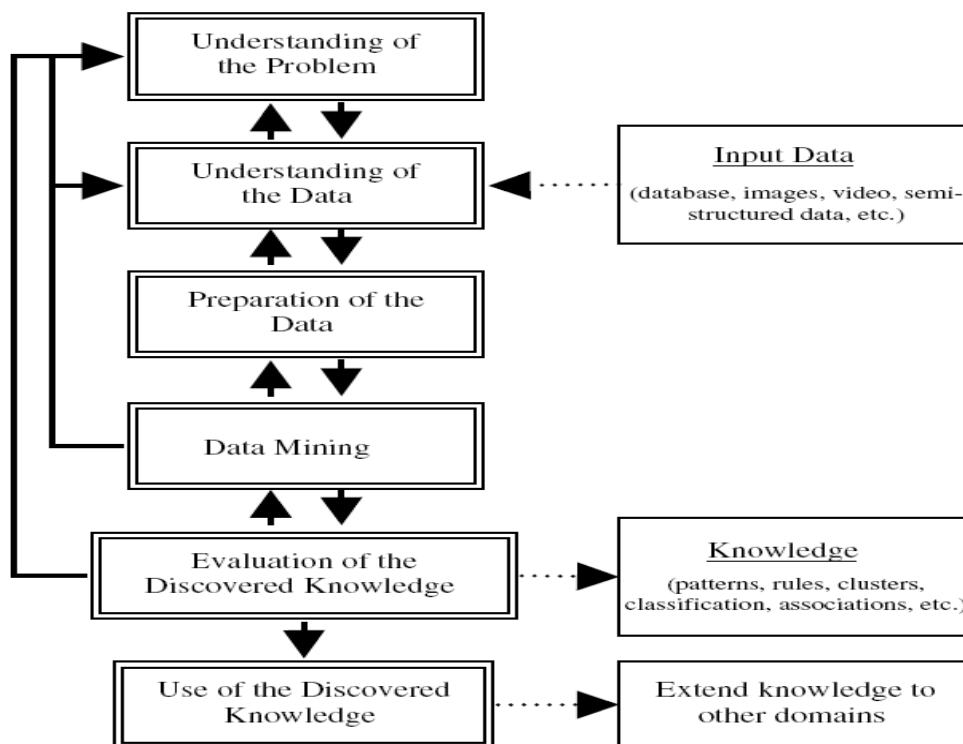 Understanding of
the Problem
Understanding of
the Data
Input Data
(database, images, video, semi-
structured data, etc.)
Preparation of the
Data
Data Mining
Evaluation of the
Discovered Knowledge
Knowledge
(patterns, rules, clusters,
classification, associations, etc.)
Use of the Discovered
Knowledge
Extend knowledge to
other domains